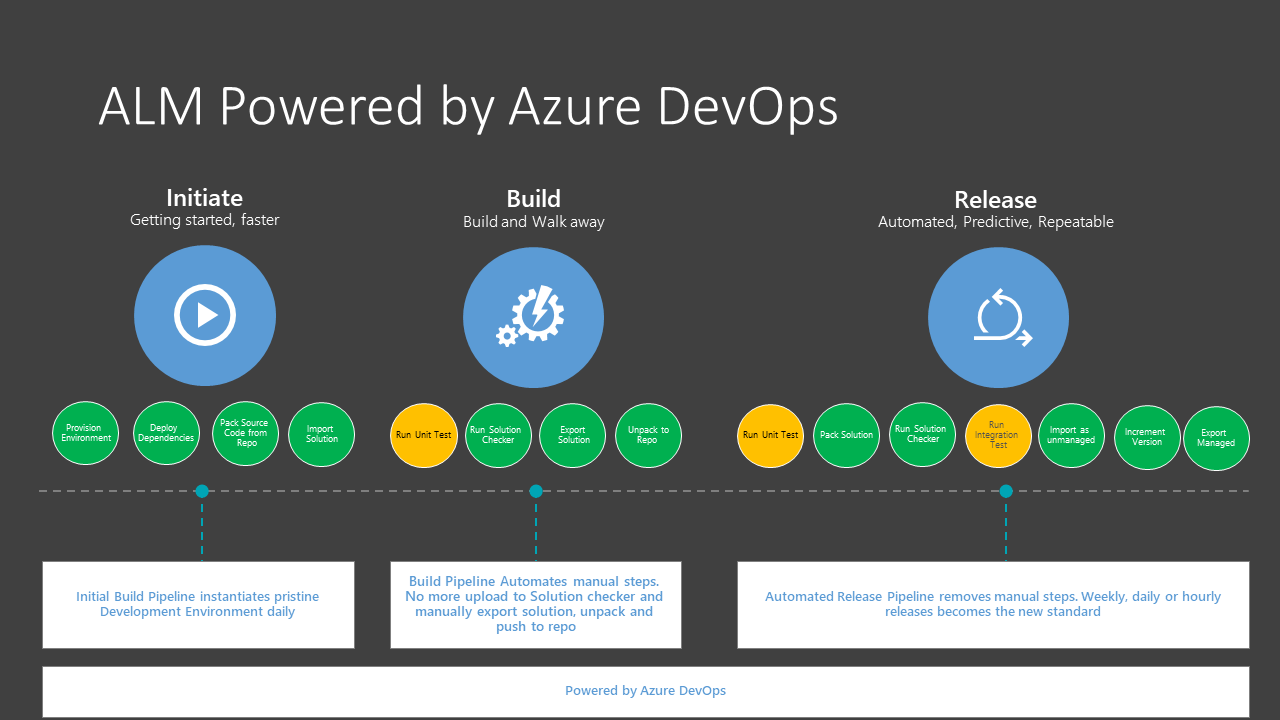 ALM Powered by Azure DevOps
Initiate
Getting started, faster
Build
Build and Walk away
Release
Automated, Predictive, Repeatable
Provision
Environment
Deploy
Dependencies
Pack Source
Code from
Repo
Import
Solution
Run Unit Test
Run Solution
Checker
Export
Solution
Unpack to
Repo
Run Unit Test
Pack Solution
Run Solution
Checker
Run
Integration
Test
Import as
unmanaged
Increment
Version
Export
Managed
Initial Build Pipeline instantiates pristine
Development Environment daily
Build Pipeline Automates manual steps.
No more upload to Solution checker and
manually export solution, unpack and
push to repo
Automated Release Pipeline removes manual steps. Weekly, daily or hourly
releases becomes the new standard
Powered by Azure DevOps